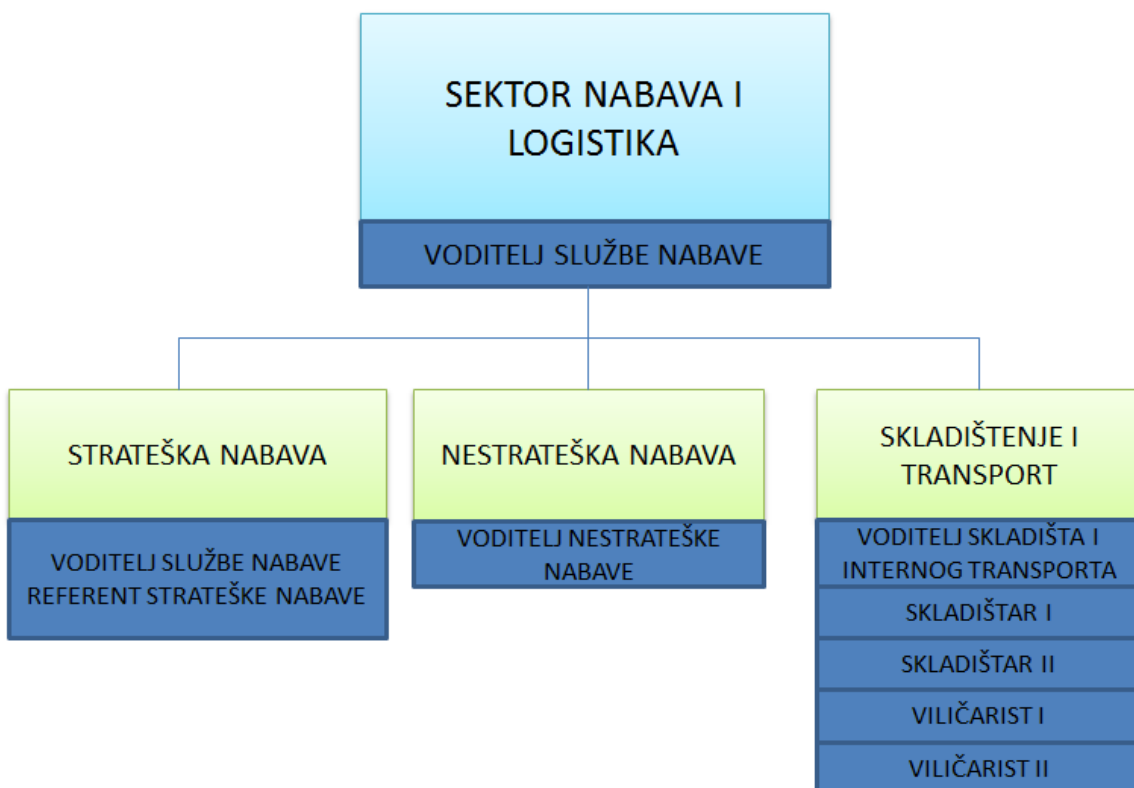 SEKTOR NABAVA I
LOGISTIKA
VODITELJ SLUŽBE NABAVE
STRATEŠKA NABAVA
VODITELJ SLUŽBE NABAVE
REFERENT STRATEŠKE NABAVE
NESTRATEŠKA NABAVA
VODITELJ NESTRATEŠKE
NABAVE
SKLADIŠTENJE I
TRANSPORT
VODITELJ SKLADIŠTA I
INTERNOG TRANSPORTA
SKLADIŠTAR I
SKLADIŠTAR II
VILIČARIST I
VILIČARIST II